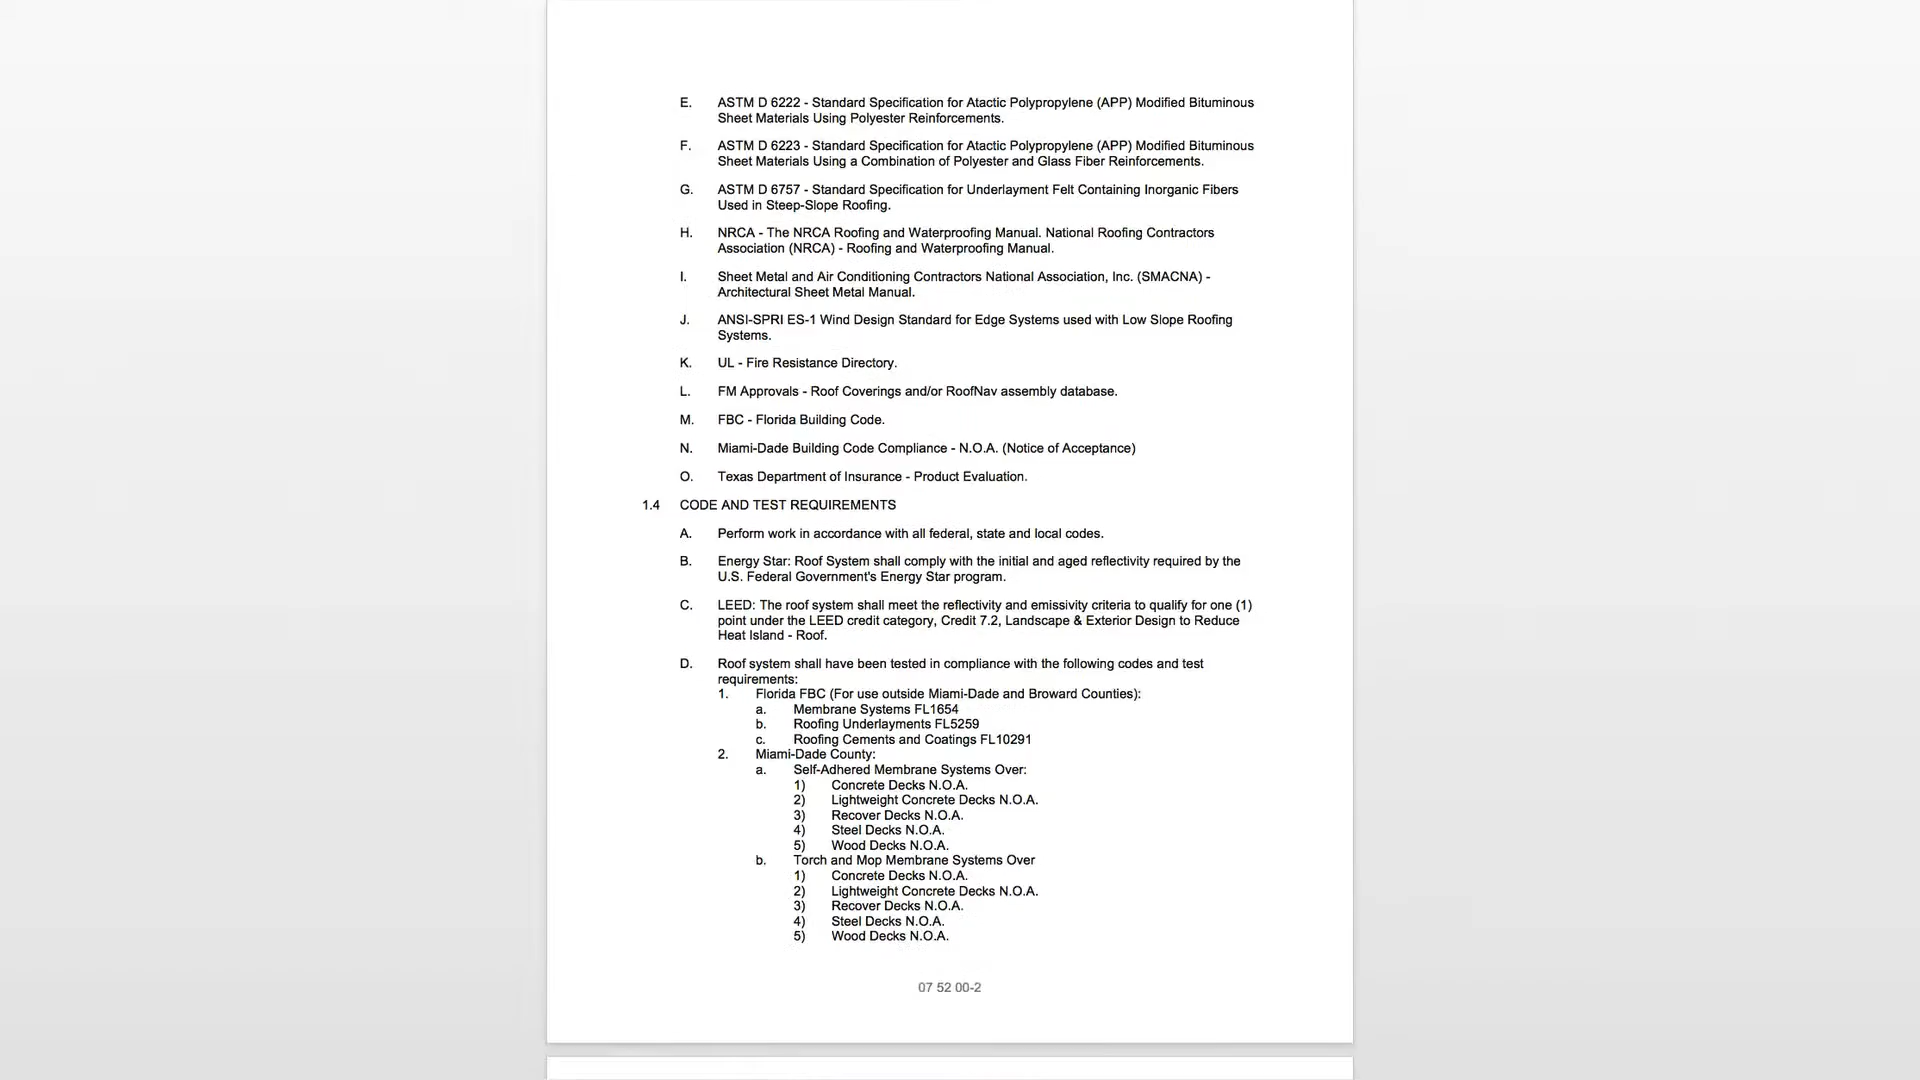 E. ASTM D 6222 - Standard Specification for Atactic Polypropylene (APP) Modified Bituminous
Sheet Materials Using Polyester Reinforcements.
F. ASTM D 6223 - Standard Specification for Atactic Polypropylene (APP) Modified Bituminous
Sheet Materials Using a Combination of Polyester and Glass Fiber Reinforcements.
G. ASTM D 6757 - Standard Specification for Underlayment Felt Containing Inorganic Fibers
Used in Steep-Slope Roofing.
H. NRCA - The NRCA Roofing and Waterproofing Manual. National Roofing Contractors
Association (NRCA) - Roofing and Waterproofing Manual.
I. Sheet Metal and Air Conditioning Contractors National Association, Inc. (SMACNA) -
Architectural Sheet Metal Manual.
J. ANSI-SPRI ES-1 Wind Design Standard for Edge Systems used with Low Slope Roofing
Systems.
K. UL - Fire Resistance Directory.
L. FM Approvals - Roof Coverings and/or RoofNav assembly database.
M. FBC - Florida Building Code.
N. Miami-Dade Building Code Compliance - N.O.A. (Notice of Acceptance)
O. Texas Department of Insurance - Product Evaluation.
1.4 CODE AND TEST REQUIREMENTS
A. Perform work in accordance with all federal, state and local codes.
B. Energy Star: Roof System shall comply with the initial and aged reflectivity required by the
U.S. Federal Government's Energy Star program.
C. LEED: The roof system shall meet the reflectivity and emissivity criteria to qualify for one (1)
point under the LEED credit category, Credit 7.2, Landscape & Exterior Design to Reduce
Heat Island - Roof.
D. Roof system shall have been tested in compliance with the following codes and test
requirements:
1. Florida FBC (For use outside Miami-Dade and Broward Counties):
a. Membrane Systems FL1654
b. Roofing Underlayments FL5259
c. Roofing Cements and Coatings FL10291
2. Miami-Dade County:
a. Self-Adhered Membrane Systems Over:
1) Concrete Decks N.O.A.
2) Lightweight Concrete Decks N.O.A.
3) Recover Decks N.O.A.
4) Steel Decks N.O.A.
5) Wood Decks N.O.A.
b. Torch and Mop Membrane Systems Over
1) Concrete Decks N.O.A.
2) Lightweight Concrete Decks N.O.A.
3) Recover Decks N.O.A.
4) Steel Decks N.O.A.
5) Wood Decks N.O.A.
07 52 00-2